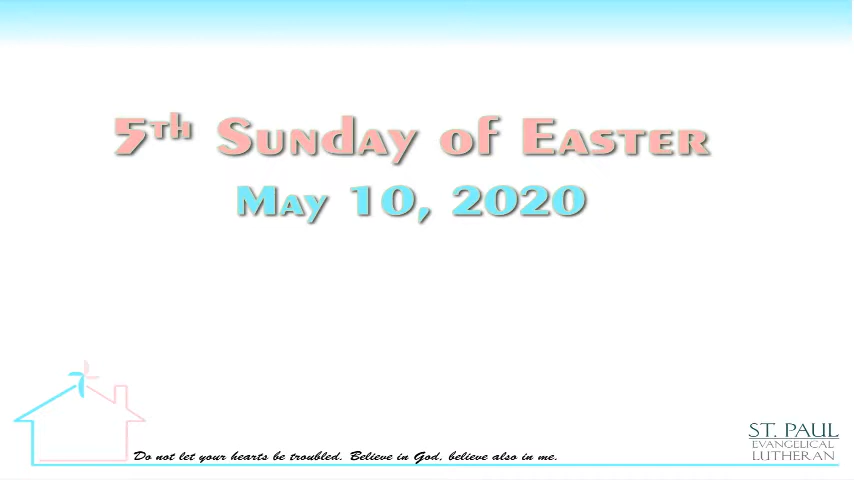 5th Sunday of Easter
May 10, 2020
Do not let your hearts be troubled. Believe in God, believe also in me.
ST. PAUL
EVANGELICAL
LUTHERAN